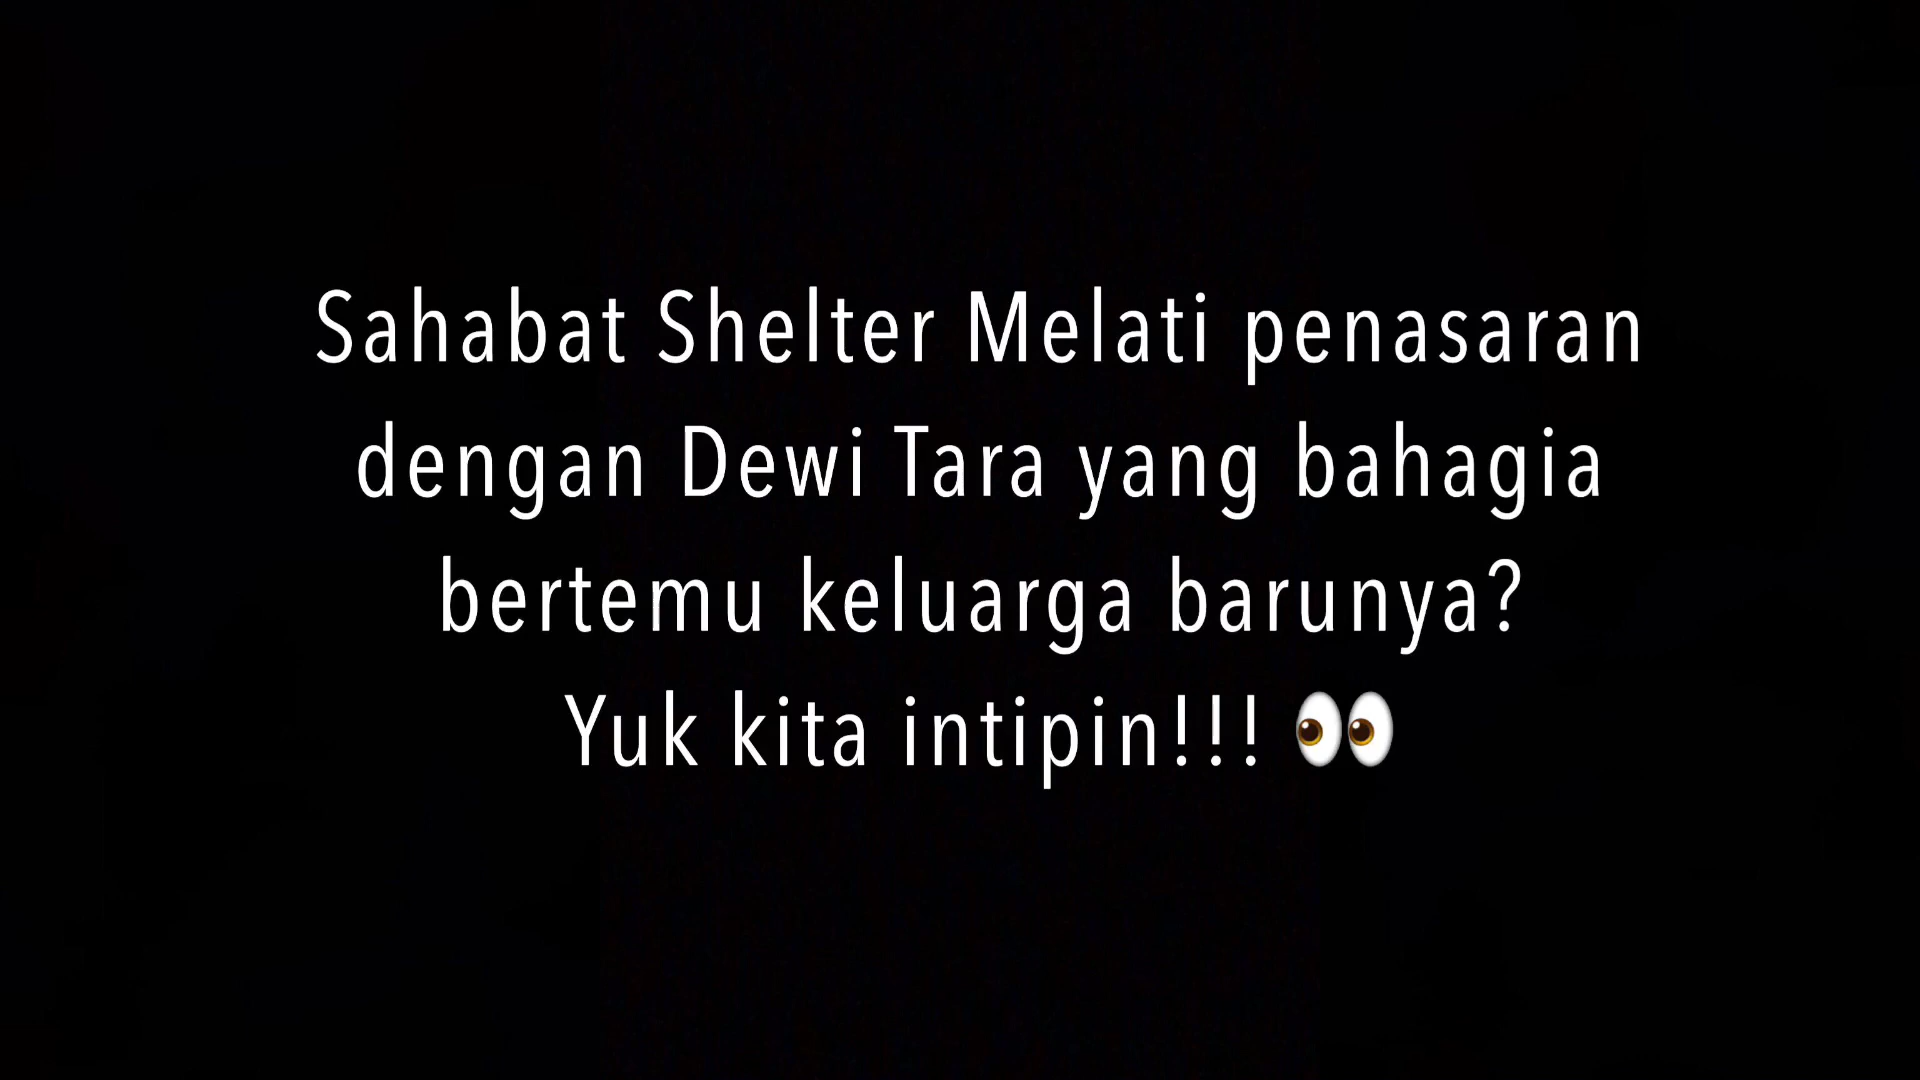 Sahabat Shelter Melati penasaran
dengan Dewi Tara yang bahagia
bertemu keluarga barunya?
Yuk kita intipin!!! 👀